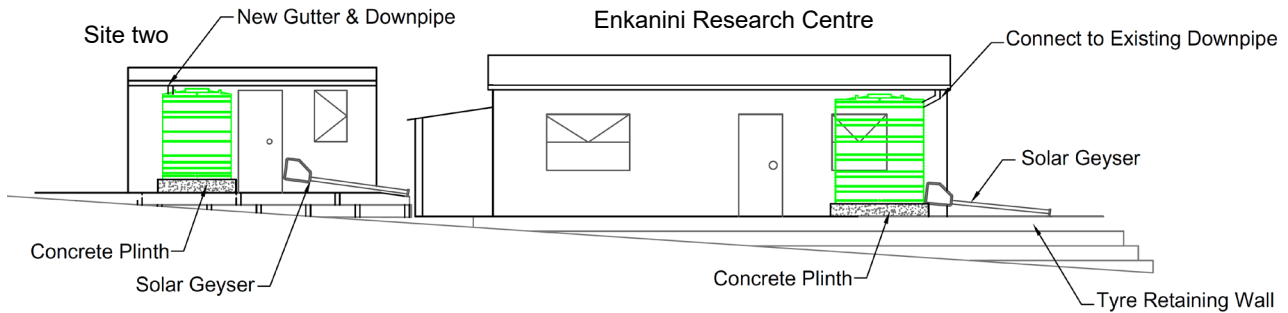 Site two
New Gutter & Downpipe
Enkanini Research Centre
Connect to Existing Downpipe
Solar Geyser
Concrete Plinth
Solar Geyser
Concrete Plinth
Tyre Retaining Wall